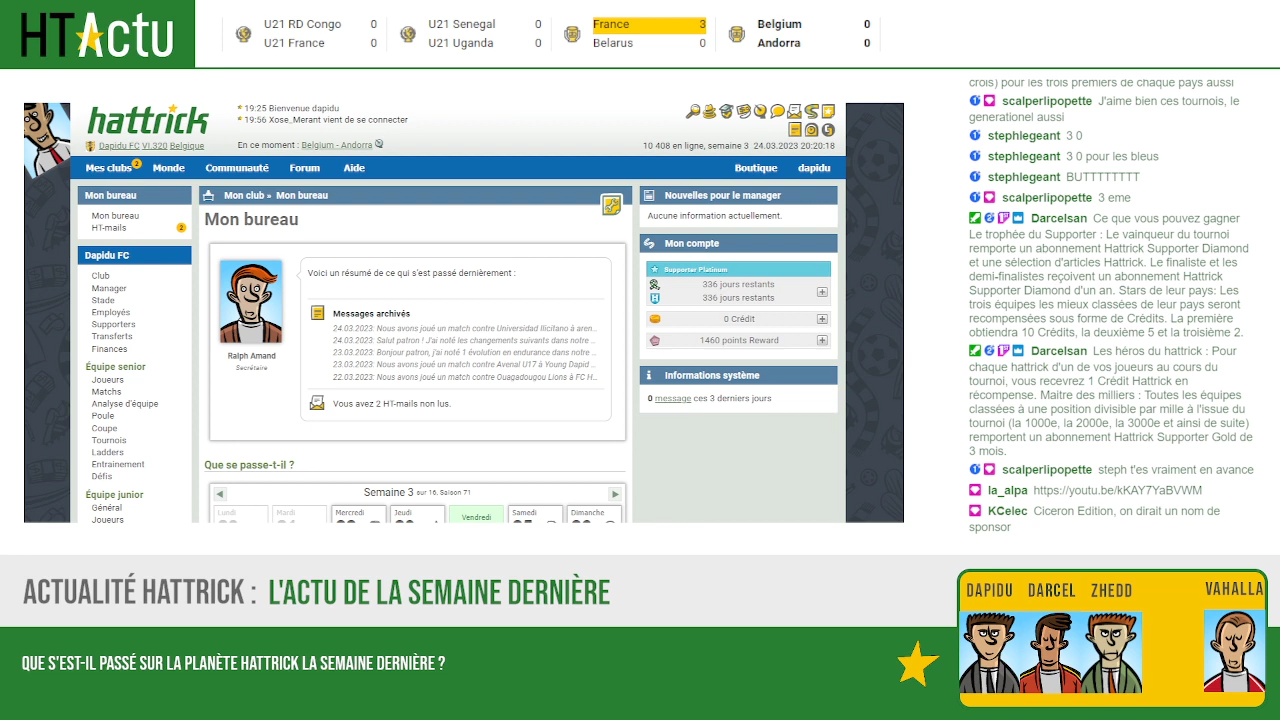 HTActu
U21 RD Congo 0
U21 France 0
U21 Senegal 0
U21 Uganda 0
France 3
Belarus 0
Belgium 0
Andorra 0
hattrick
19:25 Bienvenue dapidu
19:56 Xose_Merant vient de se connecter
Dapidu FC VI.320 Belgique
En ce moment : Belgium - Andorra
10 408 en ligne, semaine 3 24.03.2023 20:20:18
Mes clubs 2 Monde Communauté Forum Aide Boutique dapidu
Mon bureau
Mon bureau
HT-mails 2
Dapidu FC
Club
Manager
Stade
Employés
Supporters
Transferts
Finances
Équipe senior
Joueurs
Matchs
Analyse d'équipe
Poule
Coupe
Tournois
Ladders
Entrainement
Défis
Équipe junior
Général
Joueurs
Mon club » Mon bureau
Mon bureau
Ralph Amand
Secrétaire
Voici un résumé de ce qui s'est passé dernièrement :
Messages archivés
24.03.2023: Nous avons joué un match contre Universidad Ilicitano à aren...
24.03.2023: Salut patron ! J'ai noté les changements suivants dans notre ...
23.03.2023: Bonjour patron, j'ai noté 1 évolution en endurance dans notre ...
23.03.2023: Nous avons joué un match contre Avenal U17 à Young Dapid ...
22.03.2023: Nous avons joué un match contre Ouagadougou Lions à FC H...
Vous avez 2 HT-mails non lus.
Que se passe-t-il ?
Semaine 3 sur 16, Saison 71
Lundi Mardi Mercredi Jeudi Vendredi Samedi Dimanche
Nouvelles pour le manager
Aucune information actuellement.
Mon compte
Supporter Platinum
336 jours restants
336 jours restants
0 Crédit
1460 points Reward
Informations système
0 message ces 3 derniers jours
crois) pour les trois premiers de chaque pays aussi
scalperlipopette J'aime bien ces tournois, le
generationel aussi
stephlegeant 3 0
stephlegeant 3 0 pour les bleus
stephlegeant BUTTTTTTTT
scalperlipopette 3 eme
Darcelsan Ce que vous pouvez gagner
Le trophée du Supporter : Le vainqueur du tournoi
remporte un abonnement Hattrick Supporter Diamond
et une sélection d'articles Hattrick. Le finaliste et les
demi-finalistes reçoivent un abonnement Hattrick
Supporter Diamond d'un an. Stars de leur pays: Les
trois équipes les mieux classées de leur pays seront
recompensées sous forme de Crédits. La première
obtiendra 10 Crédits, la deuxième 5 et la troisième 2.
Darcelsan Les héros du hattrick : Pour
chaque hattrick d'un de vos joueurs au cours du
tournoi, vous recevrez 1 Crédit Hattrick en
récompense. Maitre des milliers : Toutes les équipes
classées à une position divisible par mille à l'issue du
tournoi (la 1000e, la 2000e, la 3000e et ainsi de suite)
remportent un abonnement Hattrick Supporter Gold de
3 mois.
scalperlipopette steph t'es vraiment en avance
la_alpa https://youtu.be/kKAY7YaBVWM
KCelec Ciceron Edition, on dirait un nom de
sponsor
ACTUALITÉ HATTRICK : L'ACTU DE LA SEMAINE DERNIÈRE
QUE S'EST-IL PASSÉ SUR LA PLANÈTE HATTRICK LA SEMAINE DERNIÈRE ?
DAPIDU DARCEL ZHEDD VAHALLA